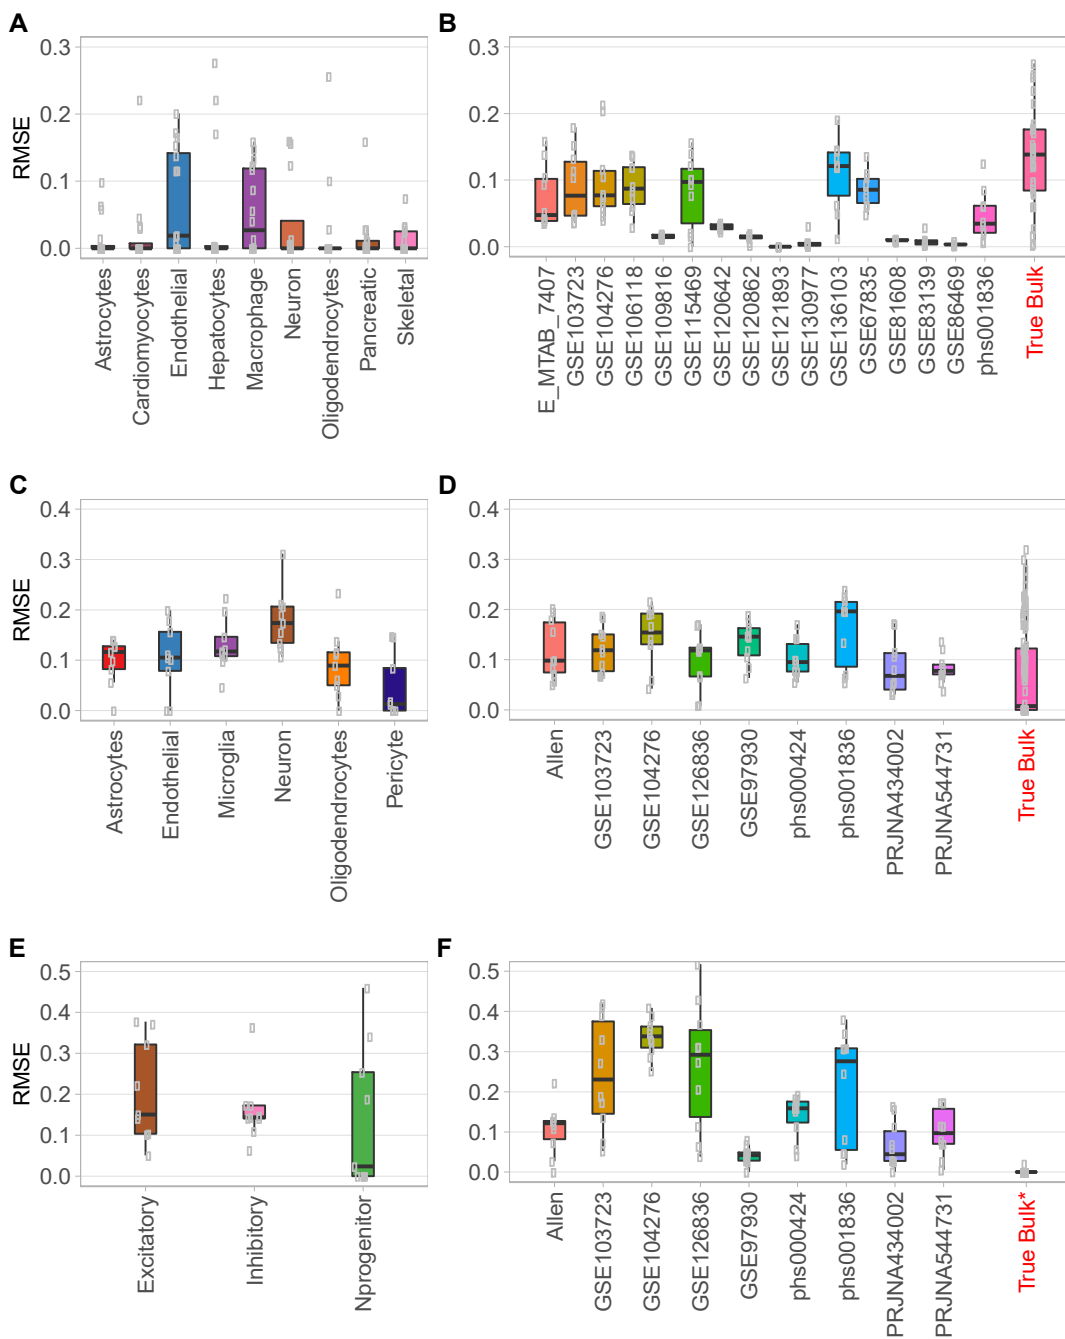 A
RMSE
0.3
0.2
0.1
0.0
Astrocytes
Cardiomyocytes
Endothelial
Hepatocytes
Macrophage
Neuron
Oligodendrocytes
Pancreatic
Skeletal
B
0.3
0.2
0.1
0.0
E_MTAB_7407
GSE103723
GSE104276
GSE106118
GSE109816
GSE115469
GSE120642
GSE120862
GSE121893
GSE130977
GSE136103
GSE67835
GSE81608
GSE83139
GSE86469
phs001836
True Bulk
C
RMSE
0.4
0.3
0.2
0.1
0.0
Astrocytes
Endothelial
Microglia
Neuron
Oligodendrocytes
Pericyte
D
0.4
0.3
0.2
0.1
0.0
Allen
GSE103723
GSE104276
GSE126836
GSE97930
phs000424
phs001836
PRJNA434002
PRJNA544731
True Bulk
E
RMSE
0.5
0.4
0.3
0.2
0.1
0.0
Excitatory
Inhibitory
Nprogenitor
F
0.5
0.4
0.3
0.2
0.1
0.0
Allen
GSE103723
GSE104276
GSE126836
GSE97930
phs000424
phs001836
PRJNA434002
PRJNA544731
True Bulk*